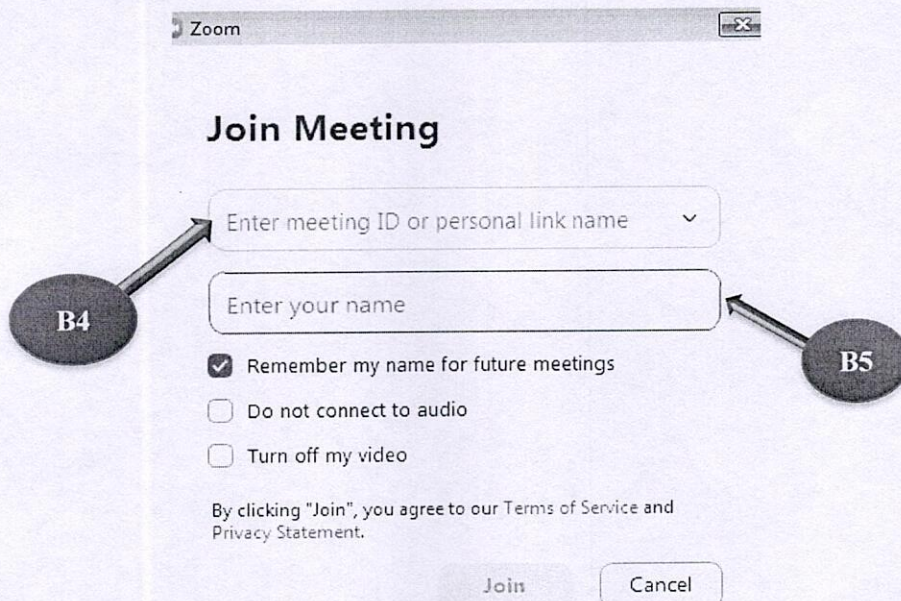 Zoom
Join Meeting
Enter meeting ID or personal link name
B4
Enter your name
B5
Remember my name for future meetings
Do not connect to audio
Turn off my video
By clicking "Join", you agree to our Terms of Service and
Privacy Statement.
Join
Cancel